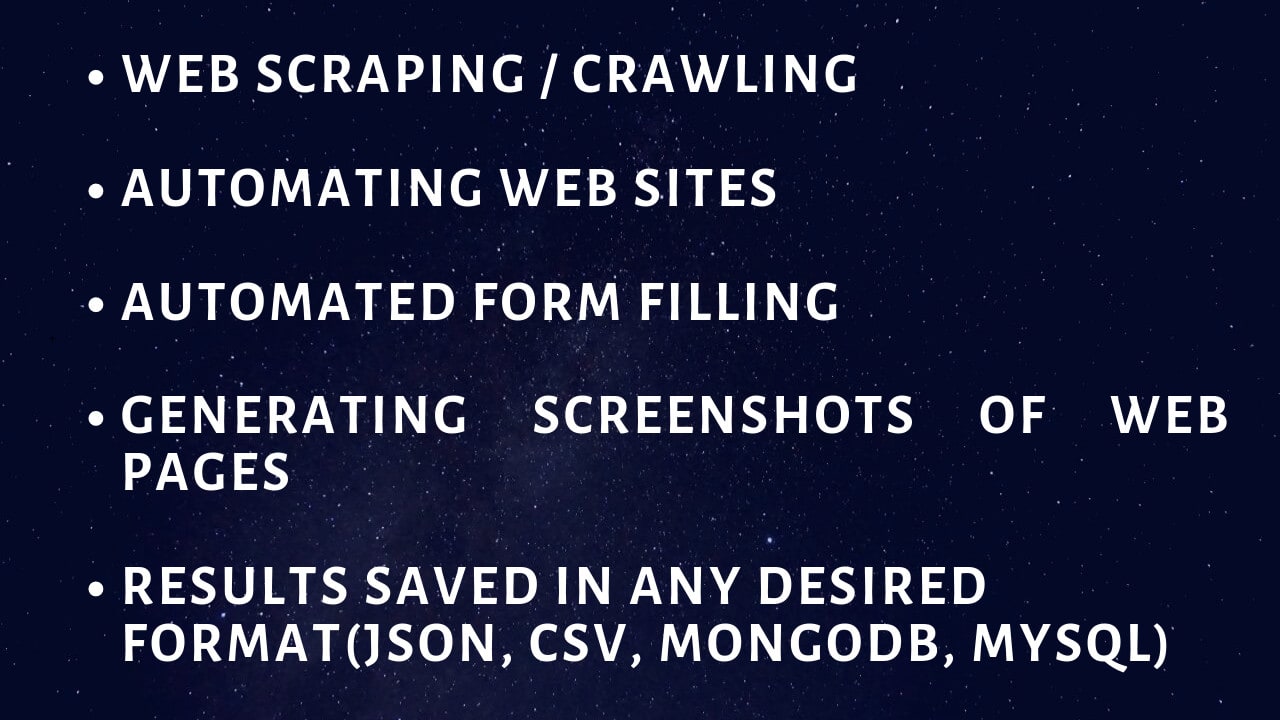 • WEB SCRAPING / CRAWLING
• AUTOMATING WEB SITES
• AUTOMATED FORM FILLING
• GENERATING SCREENSHOTS OF WEB
PAGES
• RESULTS SAVED IN ANY DESIRED
FORMAT(JSON, CSV, MONGODB, MYSQL)